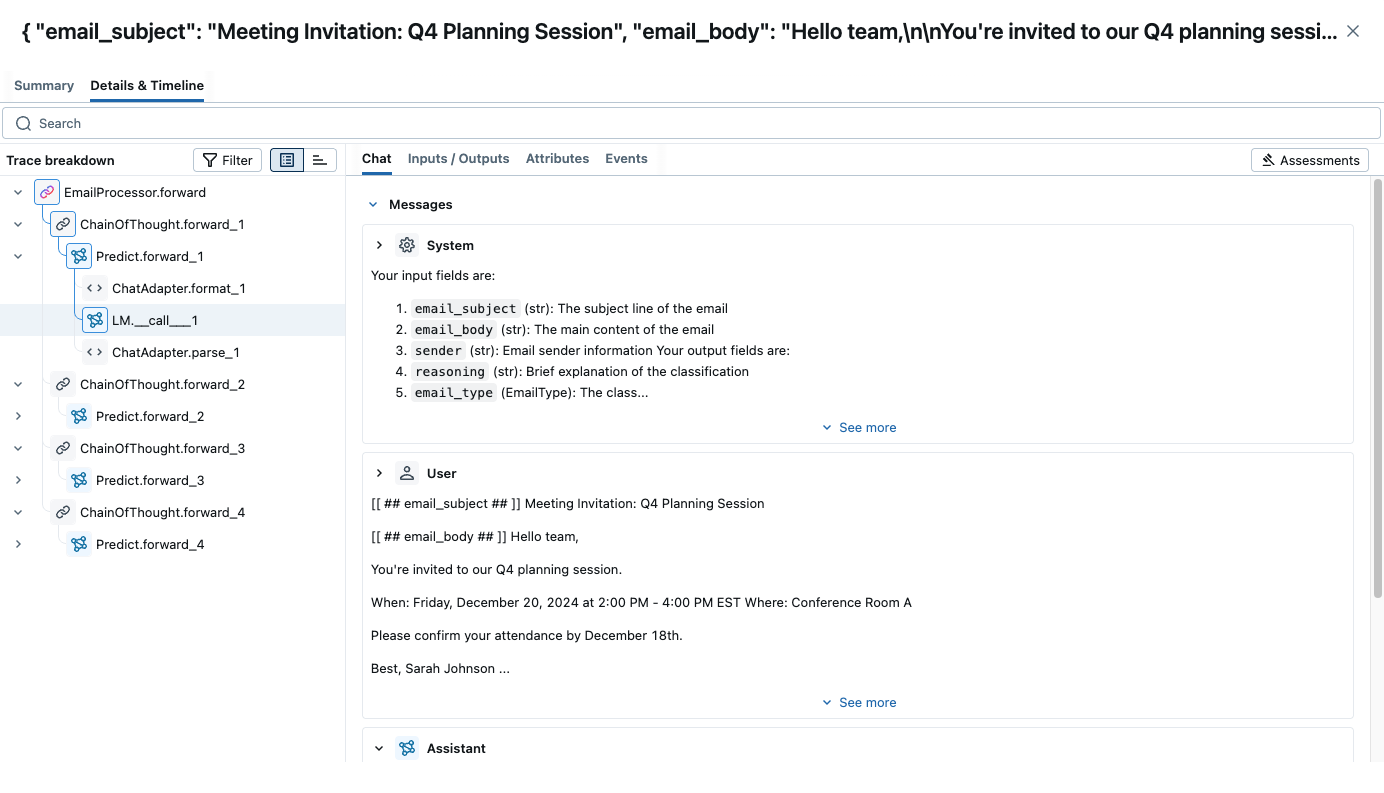 { "email_subject": "Meeting Invitation: Q4 Planning Session", "email_body": "Hello team,\n\nYou're invited to our Q4 planning sessi...
Summary
Details & Timeline
Search
Trace breakdown
Filter
EmailProcessor.forward
ChainOfThought.forward_1
Predict.forward_1
ChatAdapter.format_1
LM.__call___1
ChatAdapter.parse_1
ChainOfThought.forward_2
Predict.forward_2
ChainOfThought.forward_3
Predict.forward_3
ChainOfThought.forward_4
Predict.forward_4
Chat
Inputs / Outputs
Attributes
Events
Assessments
Messages
System
Your input fields are:
1. email_subject (str): The subject line of the email
2. email_body (str): The main content of the email
3. sender (str): Email sender information Your output fields are:
4. reasoning (str): Brief explanation of the classification
5. email_type (EmailType): The class...
See more
User
[[ ## email_subject ## ]] Meeting Invitation: Q4 Planning Session
[[ ## email_body ## ]] Hello team,
You're invited to our Q4 planning session.
When: Friday, December 20, 2024 at 2:00 PM - 4:00 PM EST Where: Conference Room A
Please confirm your attendance by December 18th.
Best, Sarah Johnson ...
See more
Assistant